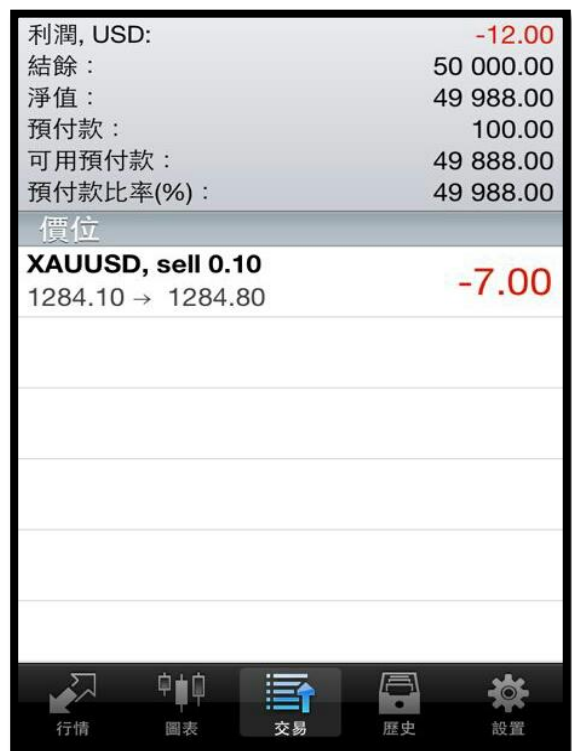 利潤, USD: -12.00
結餘： 50 000.00
淨值： 49 988.00
預付款： 100.00
可用預付款： 49 888.00
預付款比率(%)： 49 988.00
價位
XAUUSD, sell 0.10 -7.00
1284.10 → 1284.80
行情 圖表 交易 歷史 設置